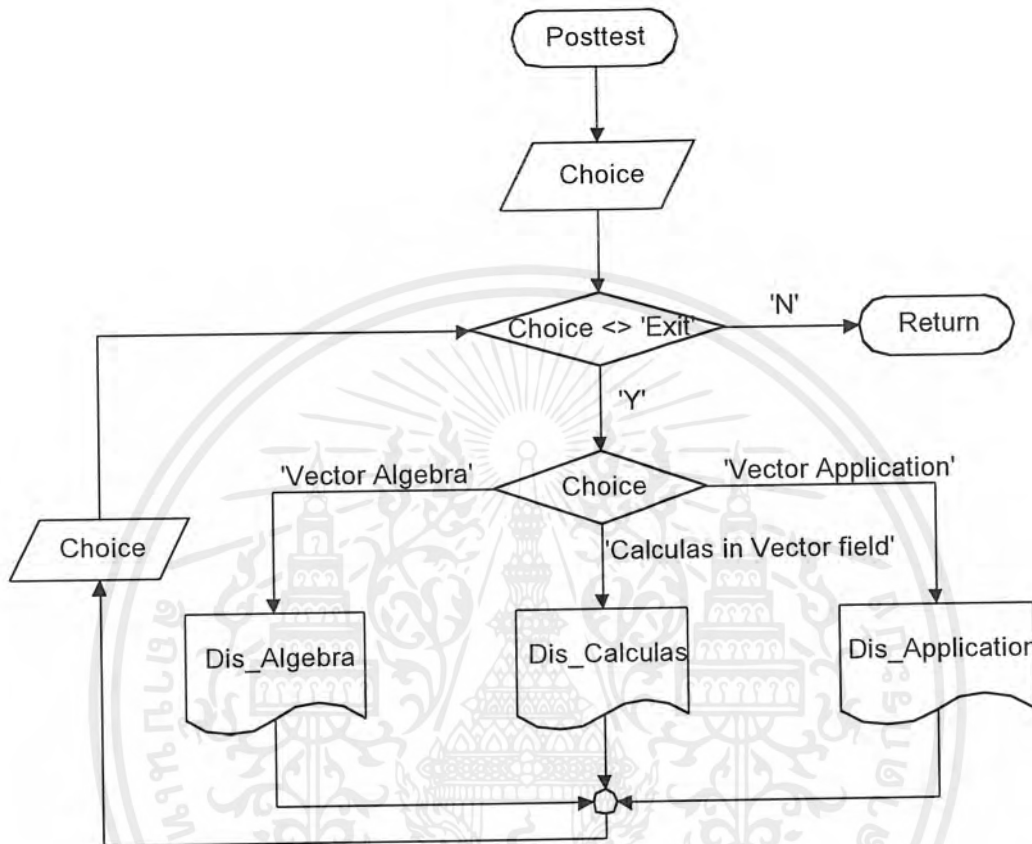 Posttest
Choice
Choice <> 'Exit'
'N'
Return
'Y'
'Vector Algebra'
Choice
'Vector Application'
Choice
'Calculas in Vector field'
Dis_Algebra
Dis_Calculas
Dis_Application